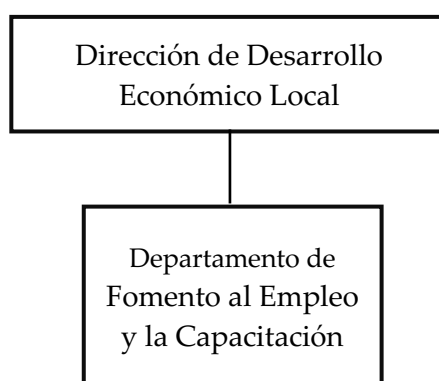 Dirección de Desarrollo
Económico Local
Departamento de
Fomento al Empleo
y la Capacitación